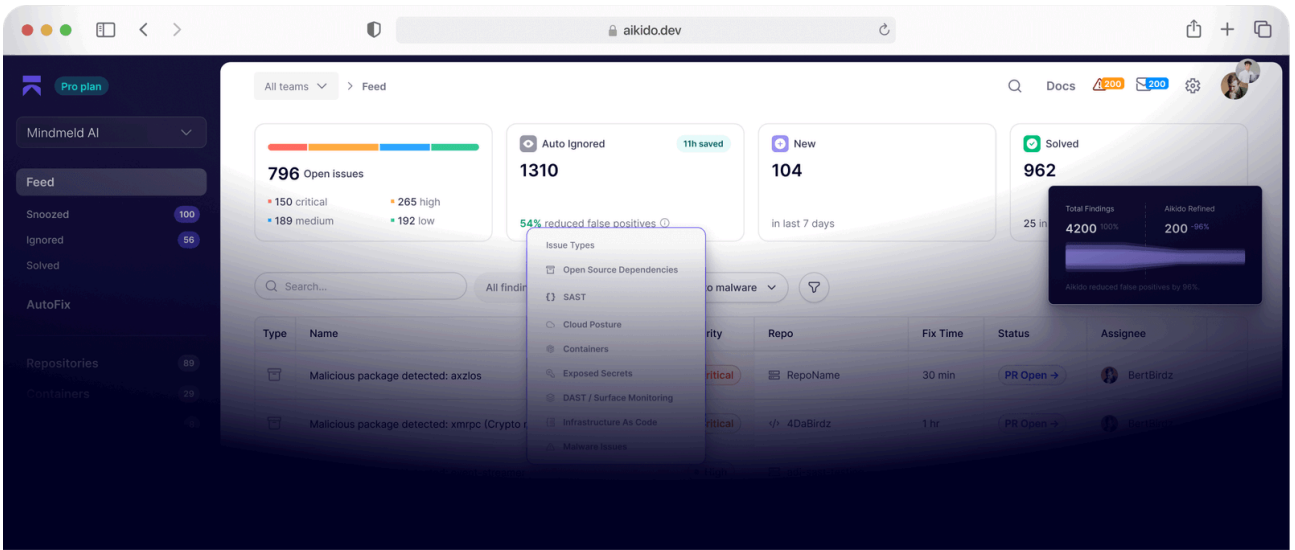 aikido.dev
Pro plan
Mindmeld AI
Feed
Snoozed 100
Ignored 56
Solved
AutoFix
Repositories 89
Containers 29
All teams > Feed
Docs 200 200
796 Open issues
150 critical 265 high
189 medium 192 low
Auto Ignored 11h saved
1310
54% reduced false positives
New
104
in last 7 days
Solved
962
25 in
Total Findings Aikido Refined
4200 100% 200 -96%
Aikido reduced false positives by 96%.
Search... All findin o malware
Issue Types
Open Source Dependencies
SAST
Cloud Posture
Containers
Exposed Secrets
DAST / Surface Monitoring
Infrastructure As Code
Malware Issues
Type Name rity Repo Fix Time Status Assignee
Malicious package detected: axzlos ritical RepoName 30 min PR Open → BertBirdz
Malicious package detected: xmrpc (Crypto ritical 4DaBirdz 1 hr PR Open →